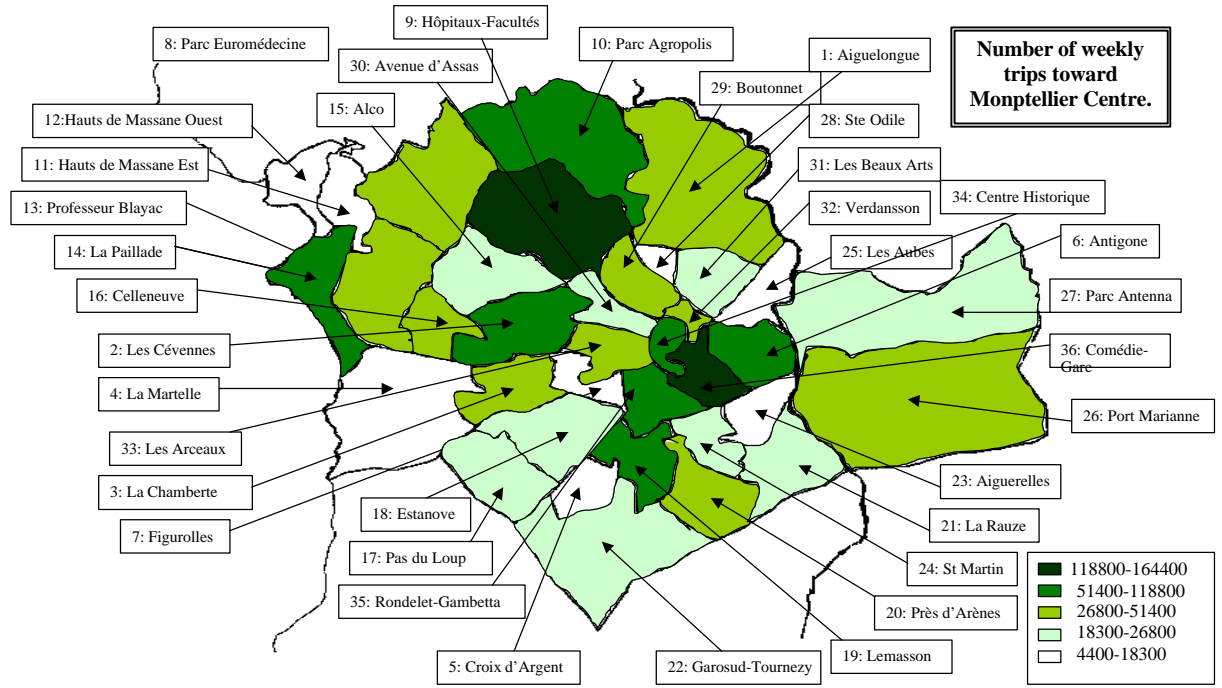 9: Hôpitaux-Facultés
8: Parc Euromédecine
10: Parc Agropolis
1: Aiguelongue
Number of weekly
trips toward
Monptellier Centre.
30: Avenue d'Assas
29: Boutonnet
15: Alco
28: Ste Odile
12:Hauts de Massane Ouest
11: Hauts de Massane Est
31: Les Beaux Arts
34: Centre Historique
13: Professeur Blayac
32: Verdansson
6: Antigone
14: La Paillade
25: Les Aubes
16: Celleneuve
27: Parc Antenna
2: Les Cévennes
36: Comédie-
Gare
4: La Martelle
26: Port Marianne
33: Les Arceaux
23: Aiguerelles
3: La Chamberte
18: Estanove
21: La Rauze
7: Figurolles
17: Pas du Loup
24: St Martin
35: Rondelet-Gambetta
20: Près d'Arènes
5: Croix d'Argent
22: Garosud-Tournezy
19: Lemasson
118800-164400
51400-118800
26800-51400
18300-26800
4400-18300